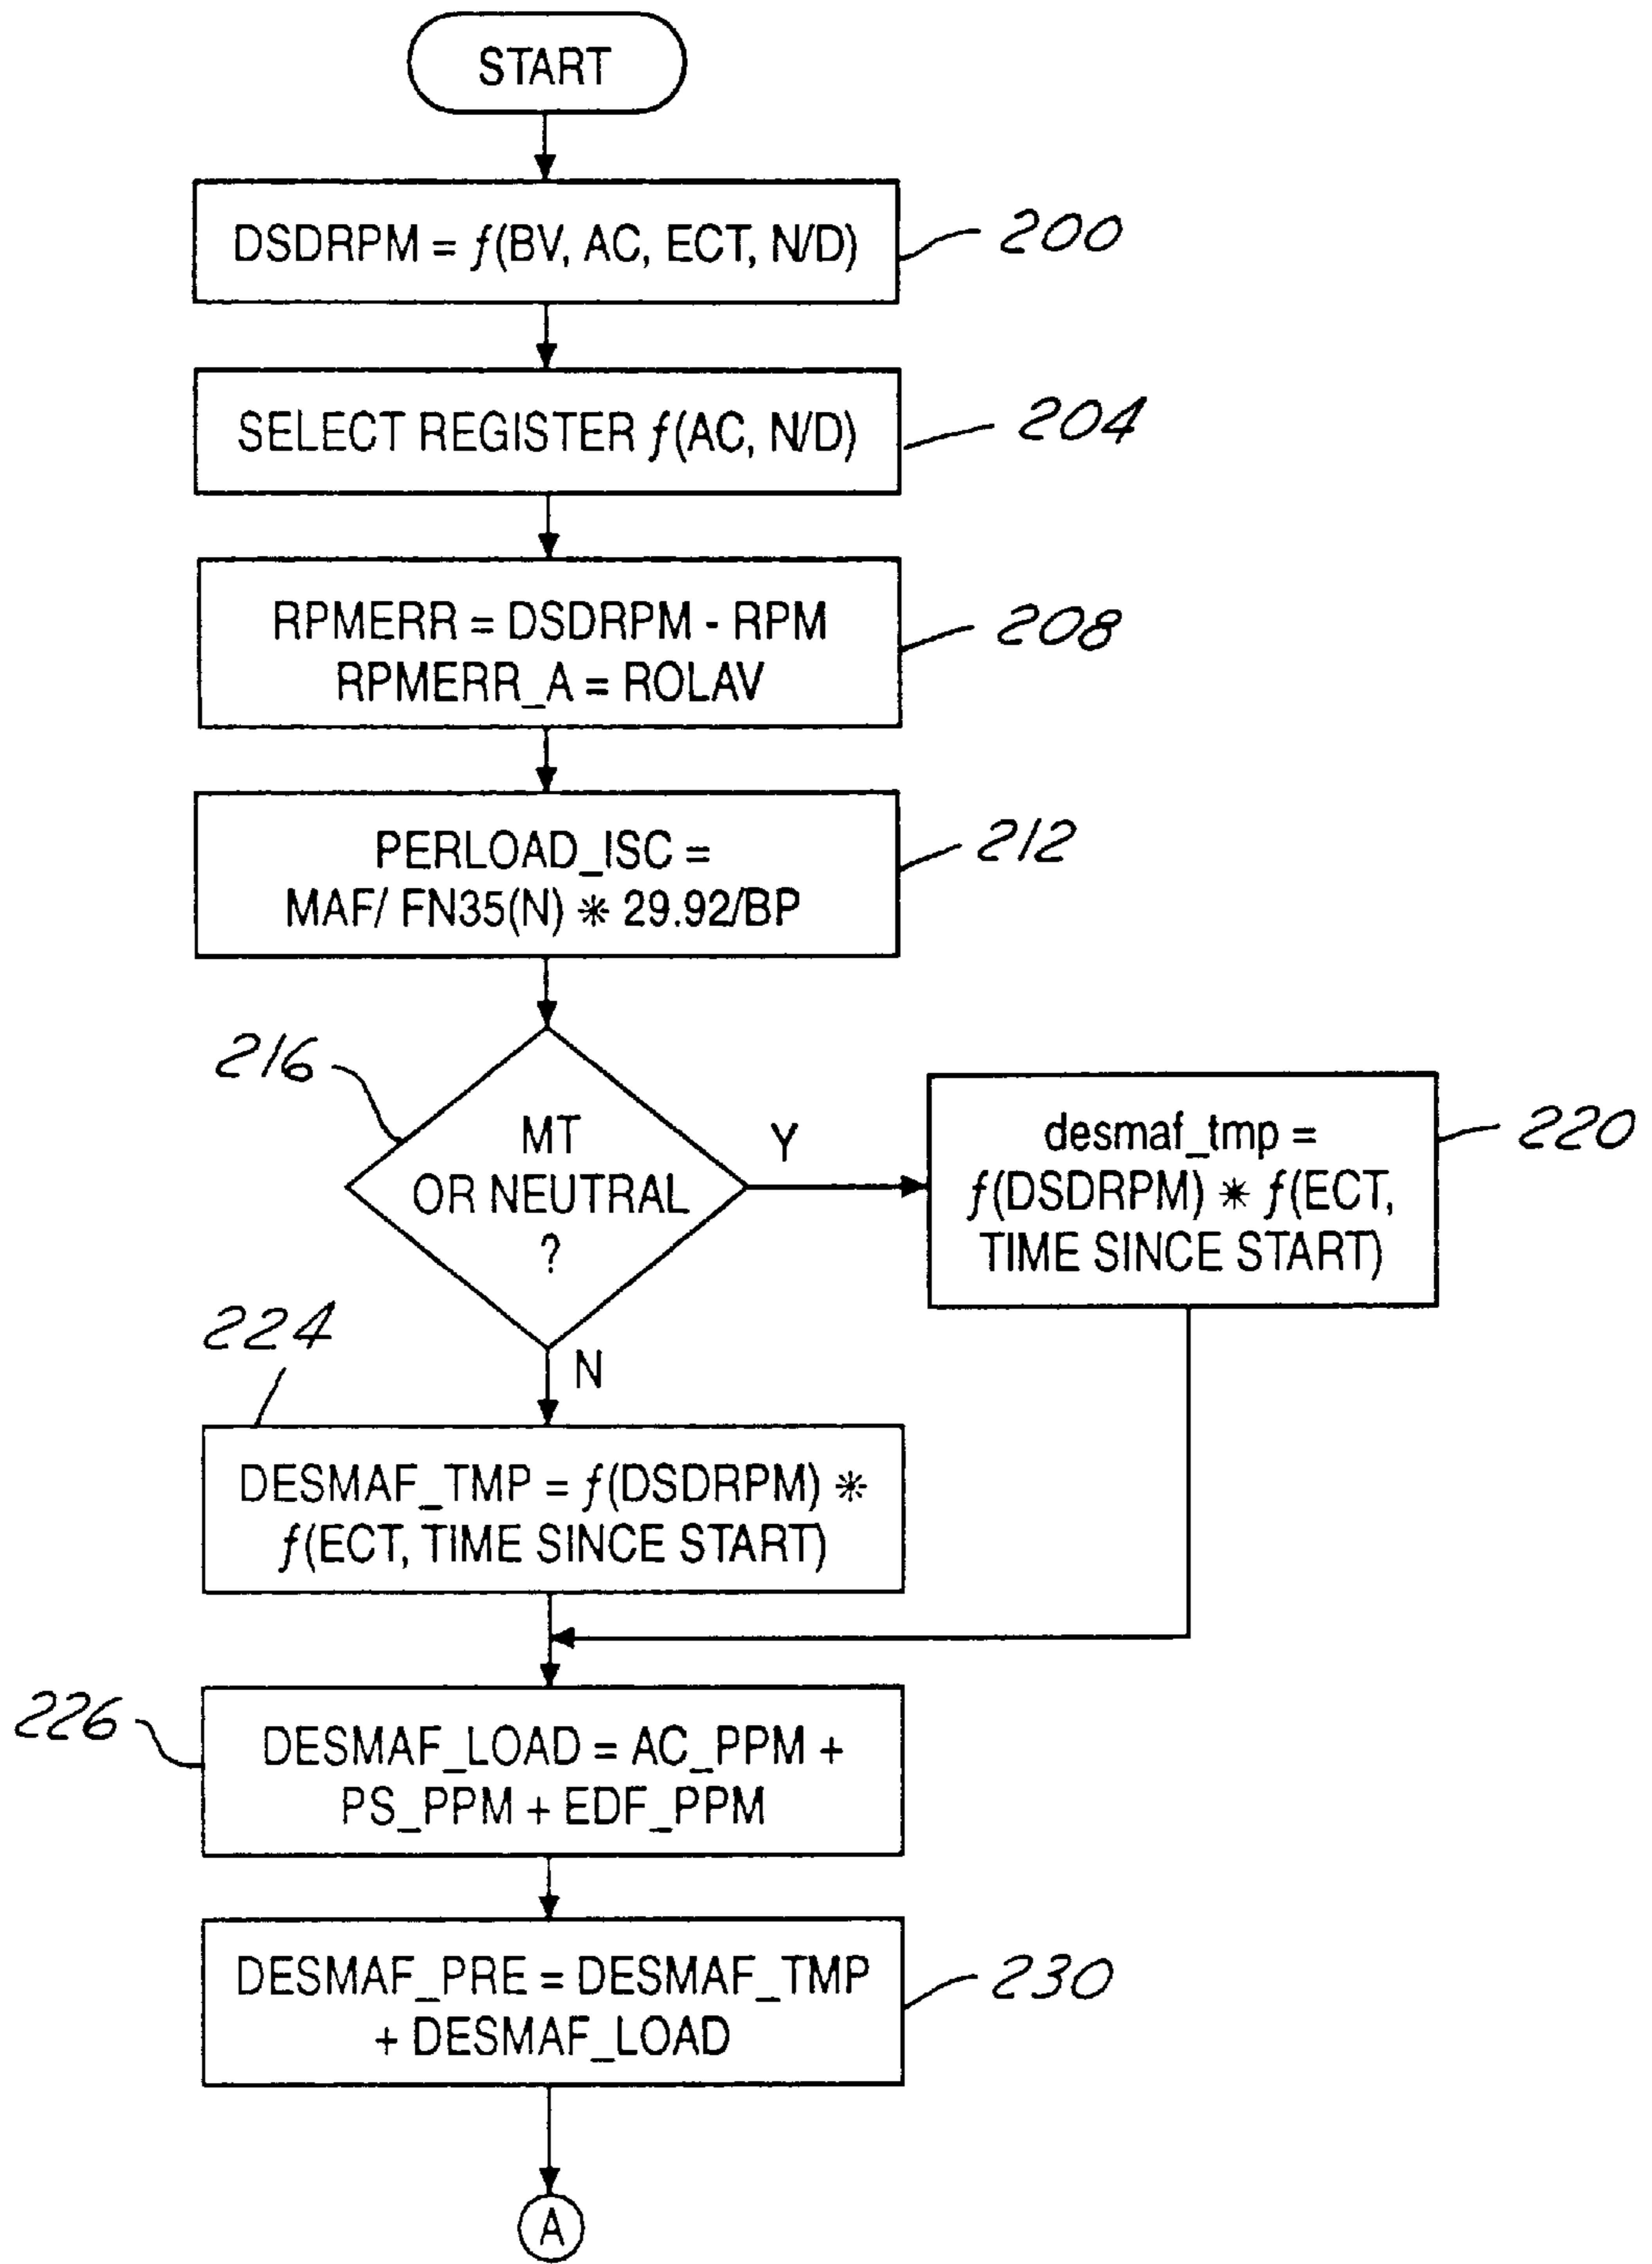 START
DSDRPM = f(BV, AC, ECT, N/D)
200
SELECT REGISTER f(AC, N/D)
204
RPMERR = DSDRPM - RPM
RPMERR_A = ROLAV
208
PERLOAD_ISC =
MAF/ FN35(N) * 29.92/BP
212
216
MT
OR NEUTRAL
?
Y
desmaf_tmp =
f(DSDRPM) * f(ECT,
TIME SINCE START)
220
N
224
DESMAF_TMP = f(DSDRPM) *
f(ECT, TIME SINCE START)
226
DESMAF_LOAD = AC_PPM +
PS_PPM + EDF_PPM
DESMAF_PRE = DESMAF_TMP
+ DESMAF_LOAD
230
A